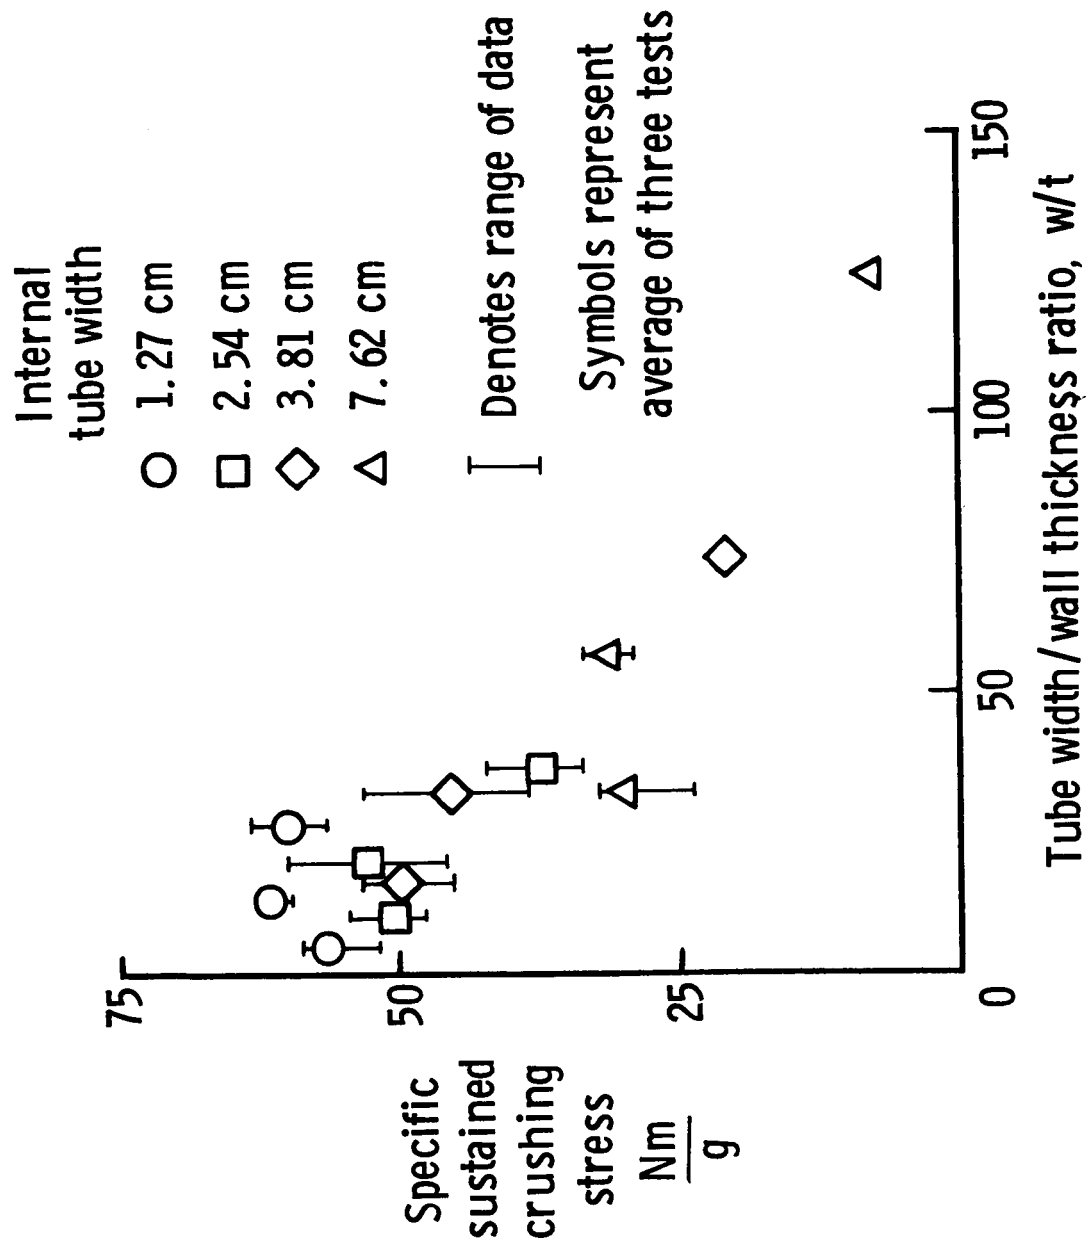 Internal
tube width
1.27 cm
2.54 cm
3.81 cm
7.62 cm
Denotes range of data
Symbols represent
average of three tests
75
50
25
0
50
100
150
Specific
sustained
crushing
stress
Nm
g
Tube width/wall thickness ratio, w/t